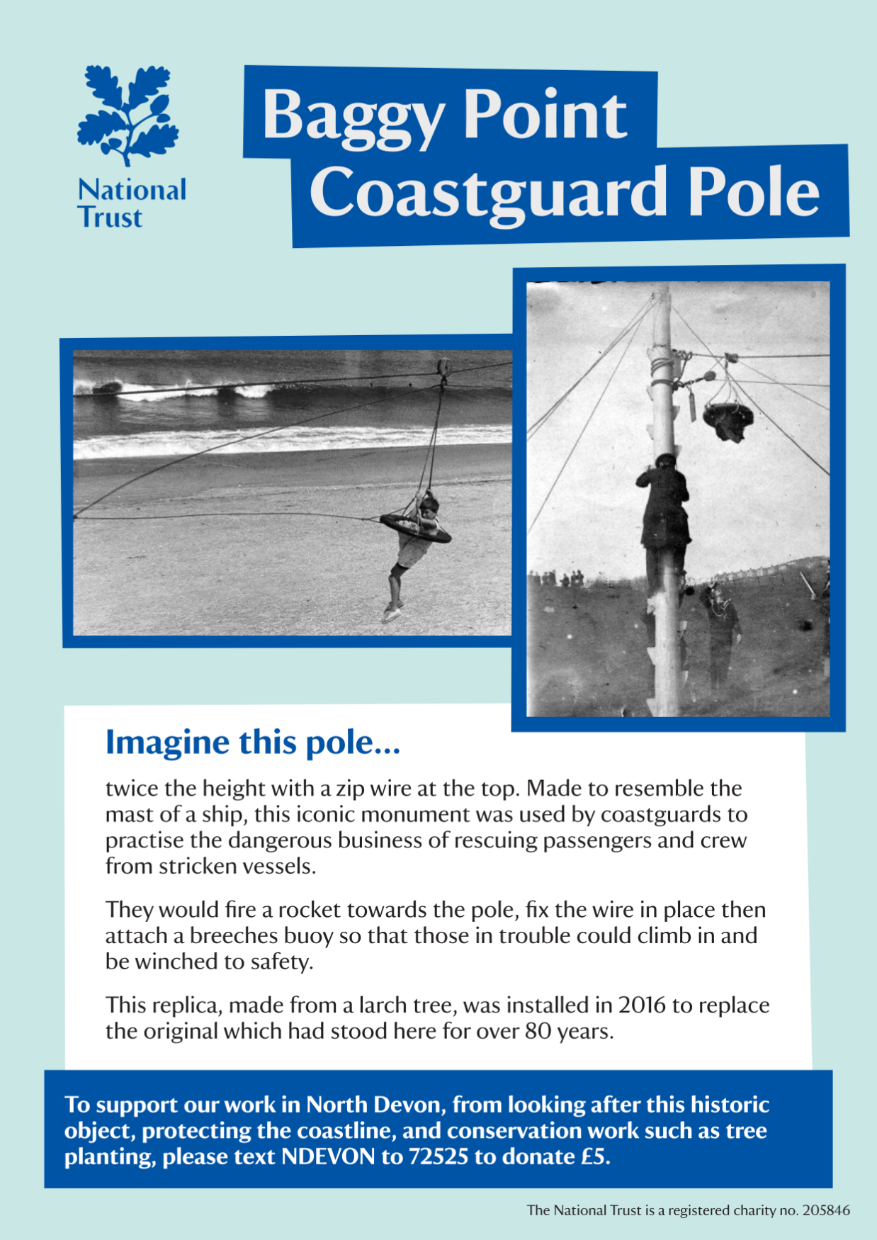 National
Trust
Baggy Point
Coastguard Pole
Imagine this pole...
twice the height with a zip wire at the top. Made to resemble the
mast of a ship, this iconic monument was used by coastguards to
practise the dangerous business of rescuing passengers and crew
from stricken vessels.
They would fire a rocket towards the pole, fix the wire in place then
attach a breeches buoy so that those in trouble could climb in and
be winched to safety.
This replica, made from a larch tree, was installed in 2016 to replace
the original which had stood here for over 80 years.
To support our work in North Devon, from looking after this historic
object, protecting the coastline, and conservation work such as tree
planting, please text NDEVON to 72525 to donate £5.
The National Trust is a registered charity no. 205846